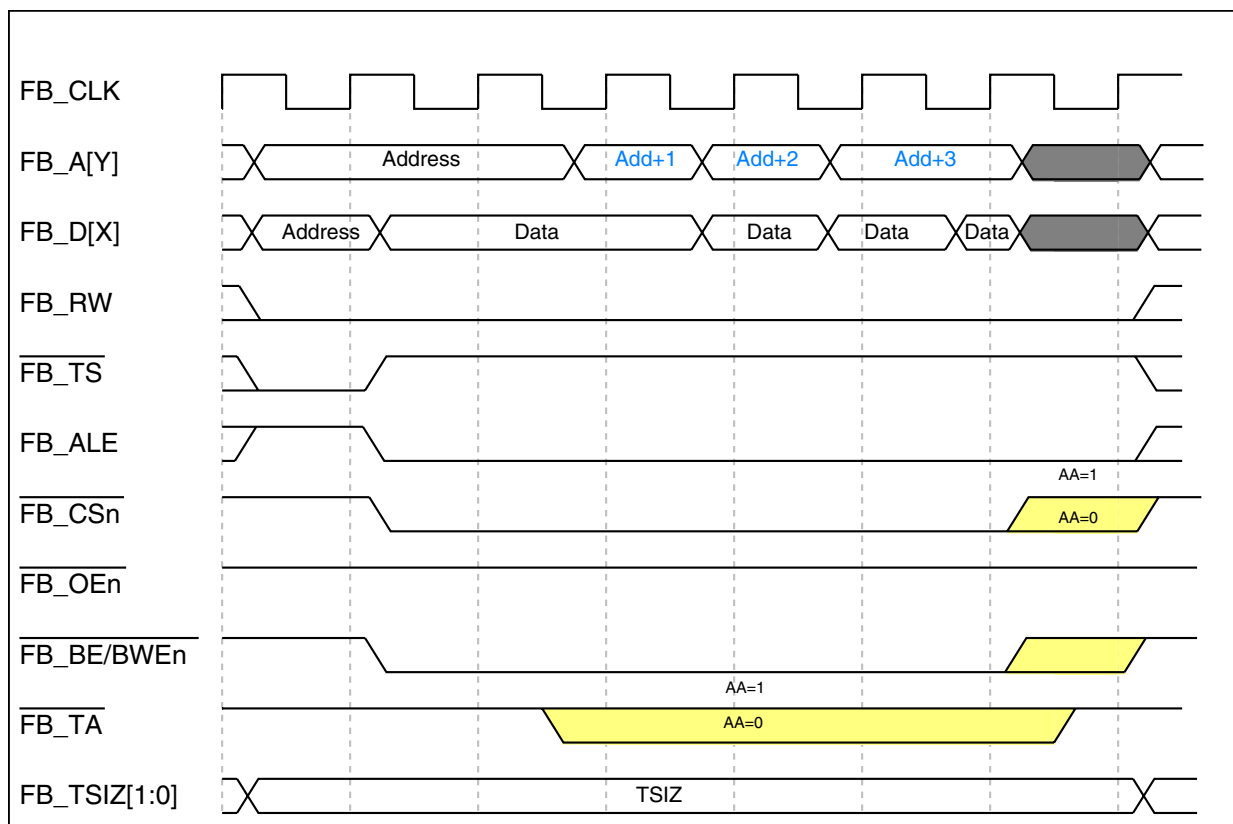 FB_CLK
FB_A[Y] Address Add+1 Add+2 Add+3
FB_D[X] Address Data Data Data Data
FB_RW
FB_TS
FB_ALE
AA=1
FB_CSn AA=0
FB_OEn
FB_BE/BWEn
AA=1
FB_TA AA=0
FB_TSIZ[1:0] TSIZ